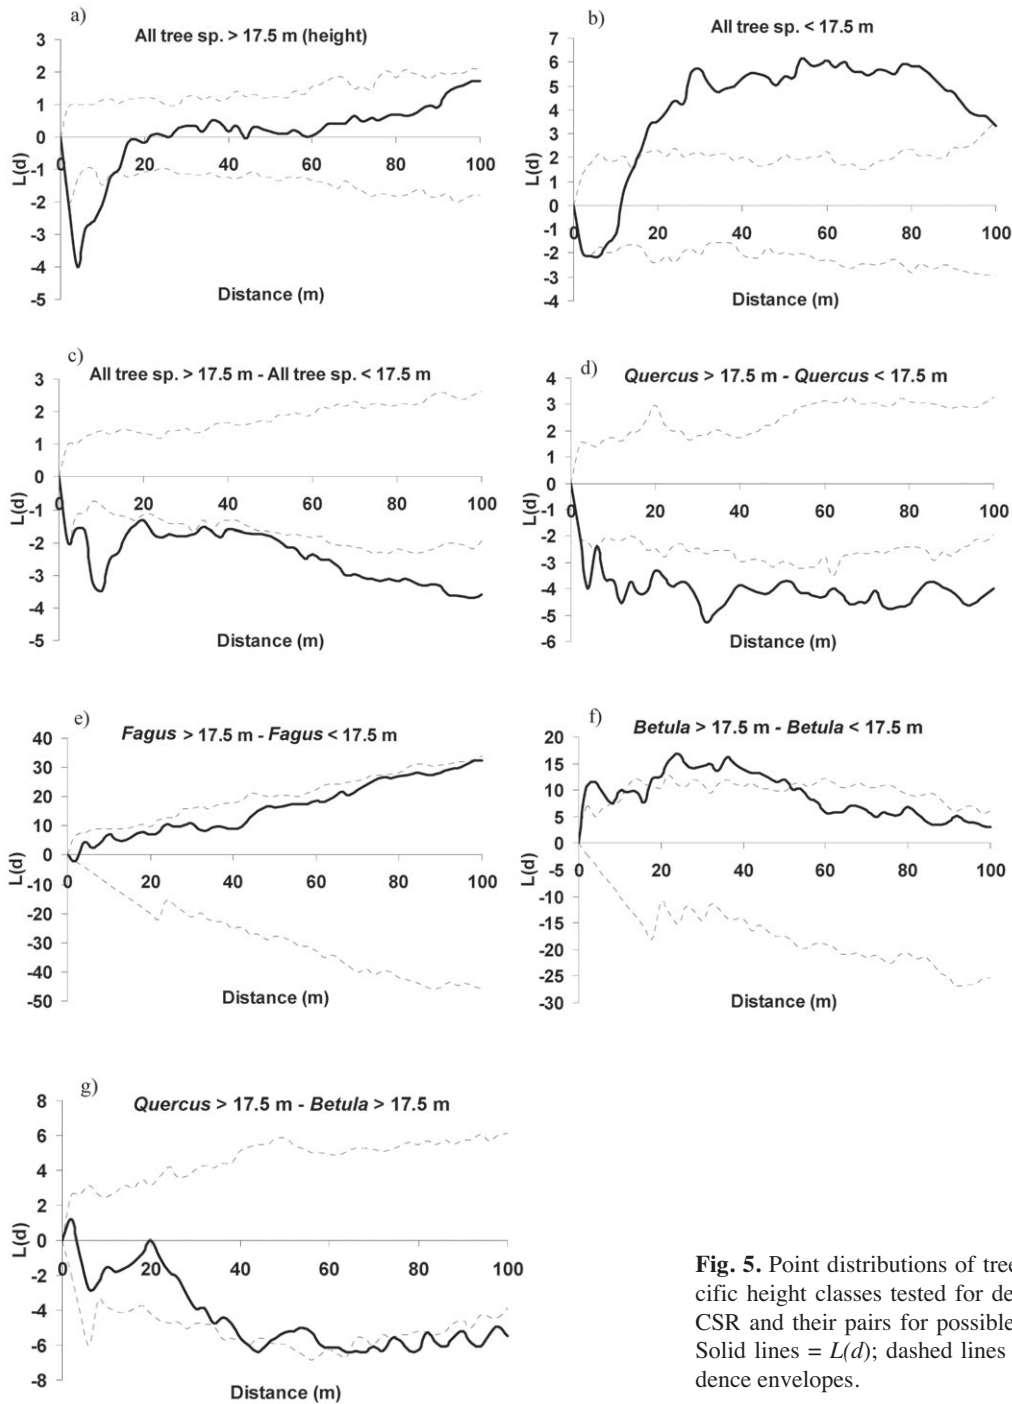 a)
All tree sp. > 17.5 m (height)
3
2
1
0
-1
-2
-3
-4
-5
L(d)
0 20 40 60 80 100
Distance (m)
b)
All tree sp. < 17.5 m
7
6
5
4
3
2
1
0
-1
-2
-3
-4
L(d)
0 20 40 60 80 100
Distance (m)
c)
All tree sp. > 17.5 m - All tree sp. < 17.5 m
3
2
1
0
-1
-2
-3
-4
-5
L(d)
0 20 40 60 80 100
Distance (m)
d)
Quercus > 17.5 m - Quercus < 17.5 m
4
3
2
1
0
-1
-2
-3
-4
-5
-6
L(d)
0 20 40 60 80 100
Distance (m)
e)
Fagus > 17.5 m - Fagus < 17.5 m
40
30
20
10
0
-10
-20
-30
-40
-50
L(d)
0 20 40 60 80 100
Distance (m)
f)
Betula > 17.5 m - Betula < 17.5 m
20
15
10
5
0
-5
-10
-15
-20
-25
-30
L(d)
0 20 40 60 80 100
Distance (m)
g)
Quercus > 17.5 m - Betula > 17.5 m
8
6
4
2
0
-2
-4
-6
-8
L(d)
0 20 40 60 80 100
Distance (m)
Fig. 5. Point distributions of tree
cific height classes tested for de
CSR and their pairs for possible
Solid lines = L(d); dashed lines
dence envelopes.